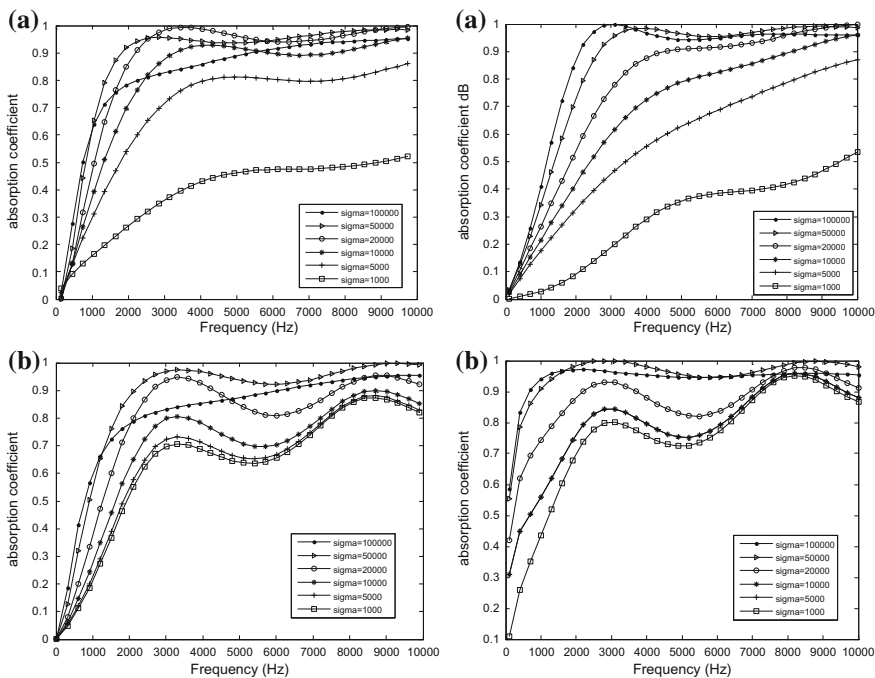 (a)
absorption coefficient
1
0.9
0.8
0.7
0.6
0.5
0.4
0.3
0.2
0.1
0
sigma=100000
sigma=50000
sigma=20000
sigma=10000
sigma=5000
sigma=1000
0 1000 2000 3000 4000 5000 6000 7000 8000 9000 10000
Frequency (Hz)
(a)
absorption coefficient dB
1
0.9
0.8
0.7
0.6
0.5
0.4
0.3
0.2
0.1
0
sigma=100000
sigma=50000
sigma=20000
sigma=10000
sigma=5000
sigma=1000
0 1000 2000 3000 4000 5000 6000 7000 8000 9000 10000
Frequency (Hz)
(b)
absorption coefficient
1
0.9
0.8
0.7
0.6
0.5
0.4
0.3
0.2
0.1
0
sigma=100000
sigma=50000
sigma=20000
sigma=10000
sigma=5000
sigma=1000
0 1000 2000 3000 4000 5000 6000 7000 8000 9000 10000
Frequency (Hz)
(b)
absorption coefficient
1
0.9
0.8
0.7
0.6
0.5
0.4
0.3
0.2
0.1
sigma=100000
sigma=50000
sigma=20000
sigma=10000
sigma=5000
sigma=1000
0 1000 2000 3000 4000 5000 6000 7000 8000 9000 10000
Frequency (Hz)